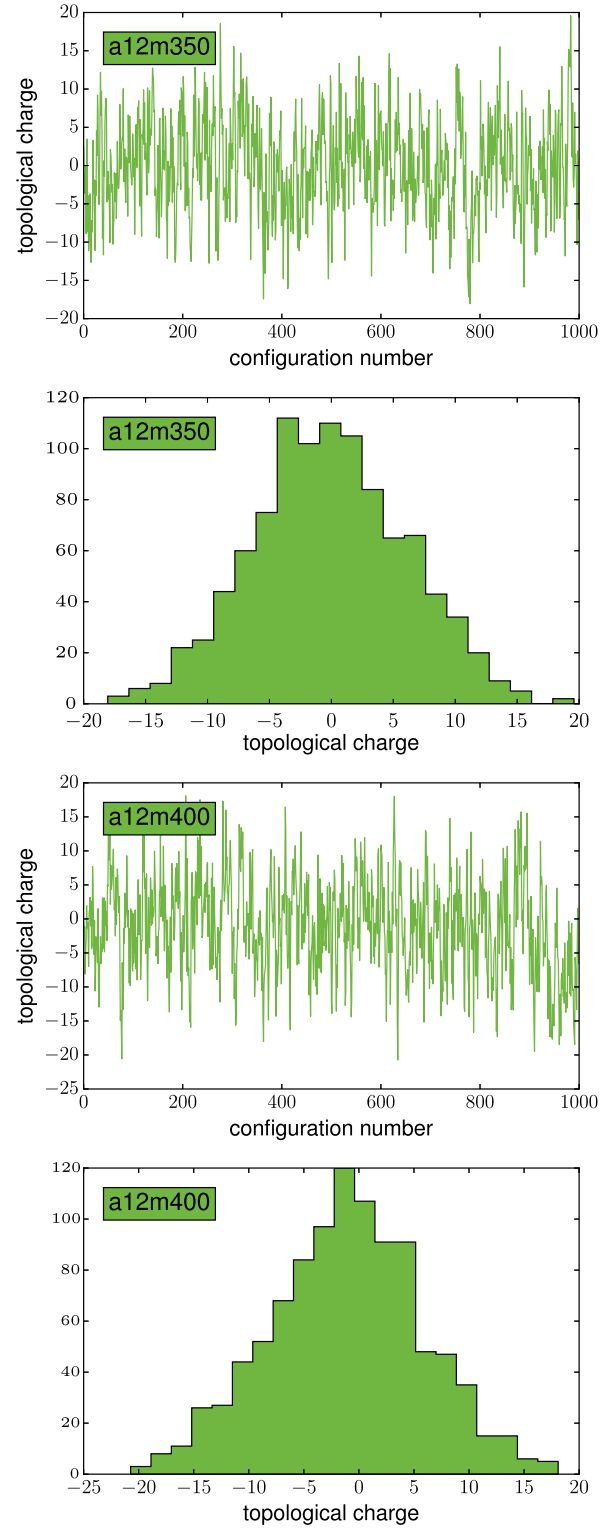 20
15
10
5
0
−5
−10
−15
−20
topological charge
a12m350
0 200 400 600 800 1000
configuration number
120
100
80
60
40
20
0
a12m350
−20 −15 −10 −5 0 5 10 15 20
topological charge
20
15
10
5
0
−5
−10
−15
−20
−25
topological charge
a12m400
0 200 400 600 800 1000
configuration number
120
100
80
60
40
20
0
a12m400
−25 −20 −15 −10 −5 0 5 10 15 20
topological charge